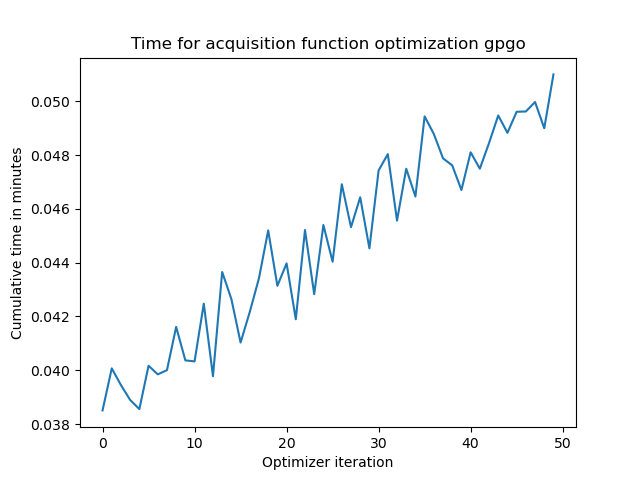 Time for acquisition function optimization gpgo
Cumulative time in minutes
0.050
0.048
0.046
0.044
0.042
0.040
0.038
0 10 20 30 40 50
Optimizer iteration